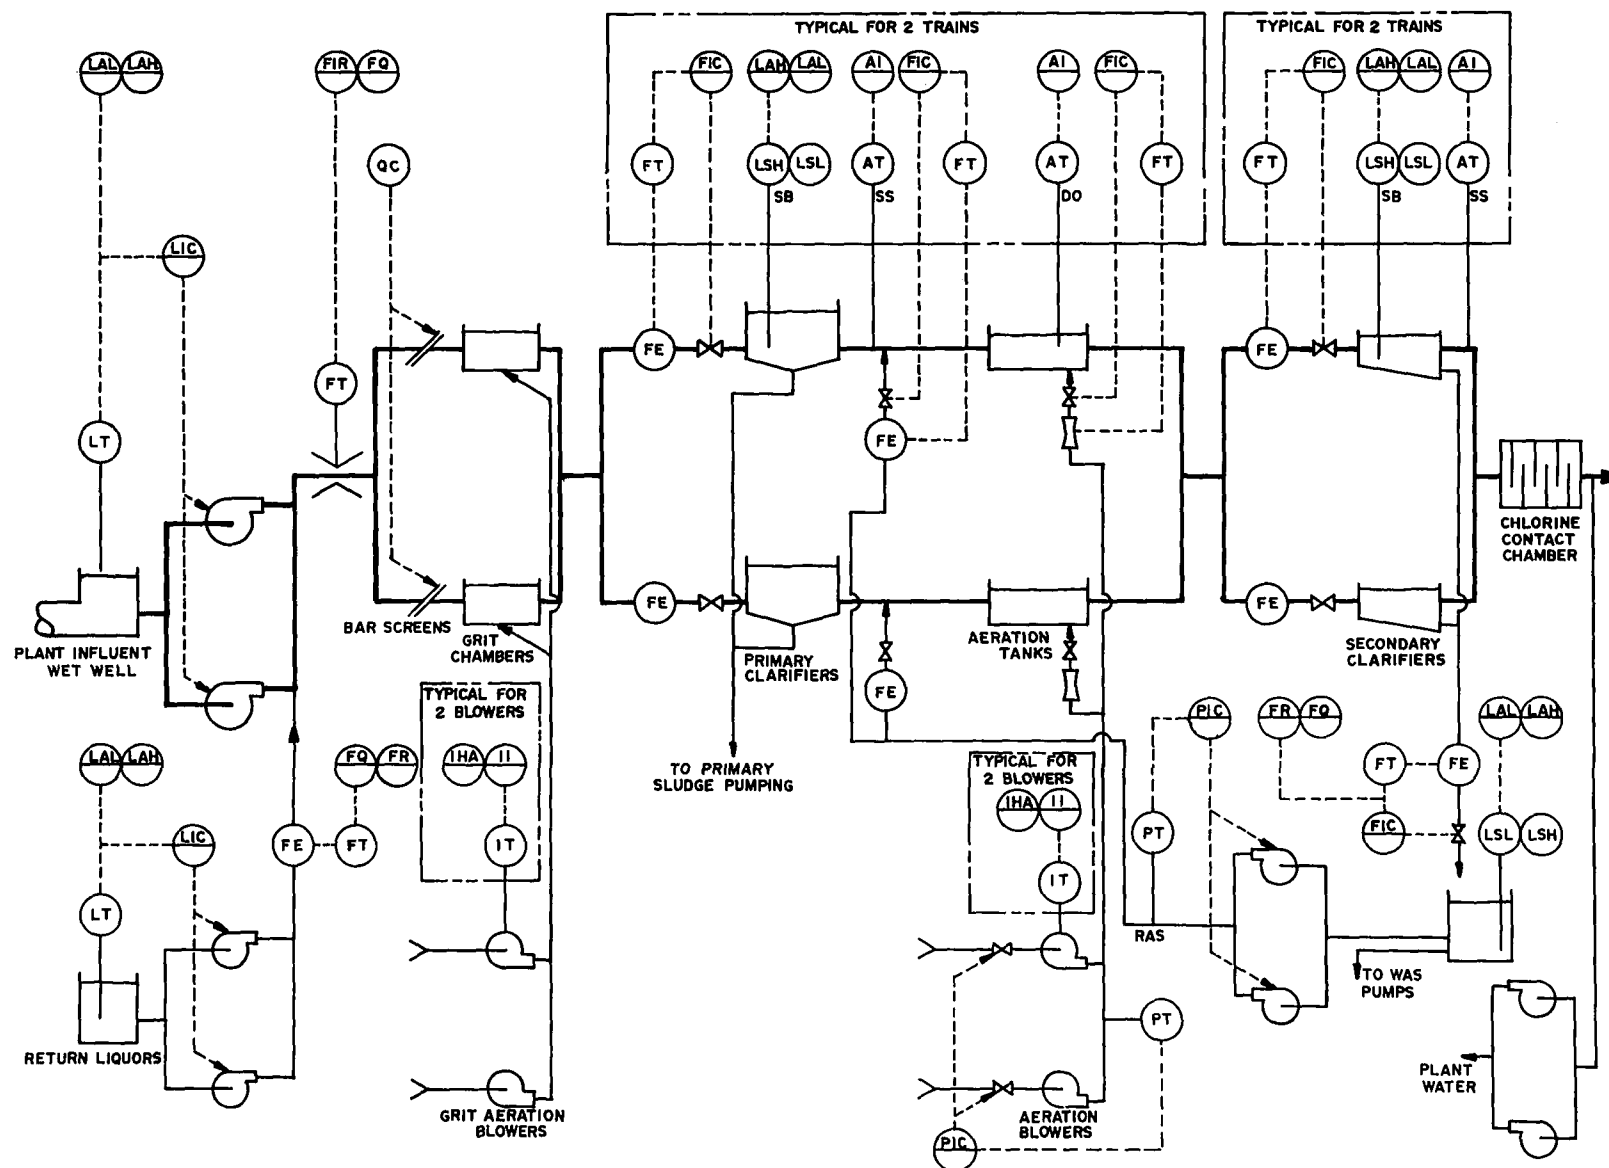 TYPICAL FOR 2 TRAINS
TYPICAL FOR 2 TRAINS
LAL LAH
FIR FQ
FIC
LAH LAL
AI
FIC
AI
FIC
FIC
LAH LAL
AI
QC
FT
LSH LSL
AT
FT
AT
FT
FT
LSH LSL
AT
SB
SS
DO
SB
SS
LIC
FE
FE
FT
LT
FE
CHLORINE
CONTACT
CHAMBER
FE
FE
BAR SCREENS
GRIT
CHAMBERS
PLANT INFLUENT
WET WELL
PRIMARY
CLARIFIERS
AERATION
TANKS
SECONDARY
CLARIFIERS
FE
TYPICAL FOR
2 BLOWERS
PIC
FR FQ
LAL LAH
LAL LAH
FQ FR
IHA II
TO PRIMARY
SLUDGE PUMPING
TYPICAL FOR
2 BLOWERS
IHA II
FT
FE
LIC
FE
FT
IT
PT
FIC
LSL LSH
LT
IT
RAS
TO WAS
PUMPS
RETURN LIQUORS
PT
PLANT
WATER
GRIT AERATION
BLOWERS
AERATION
BLOWERS
PIC